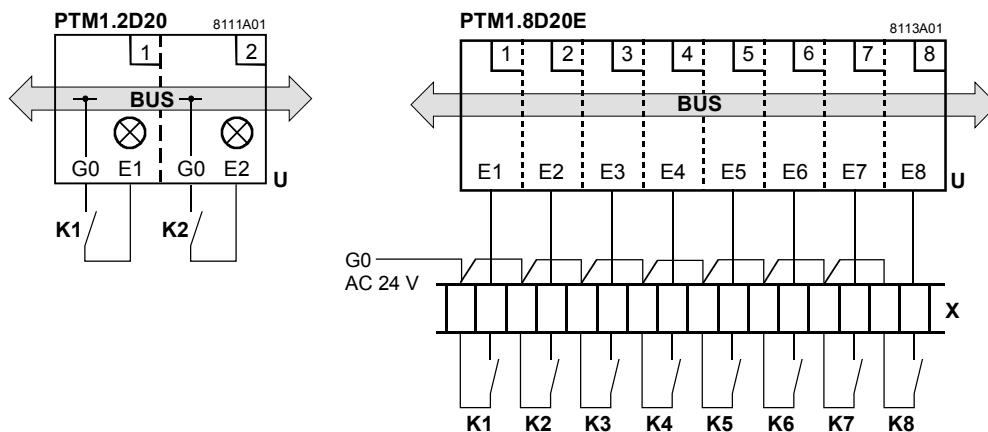 PTM1.2D20 8111A01
1 2
BUS
G0 E1 G0 E2
U
K1 K2
PTM1.8D20E 8113A01
1 2 3 4 5 6 7 8
BUS
E1 E2 E3 E4 E5 E6 E7 E8
U
G0
AC 24 V
X
K1 K2 K3 K4 K5 K6 K7 K8